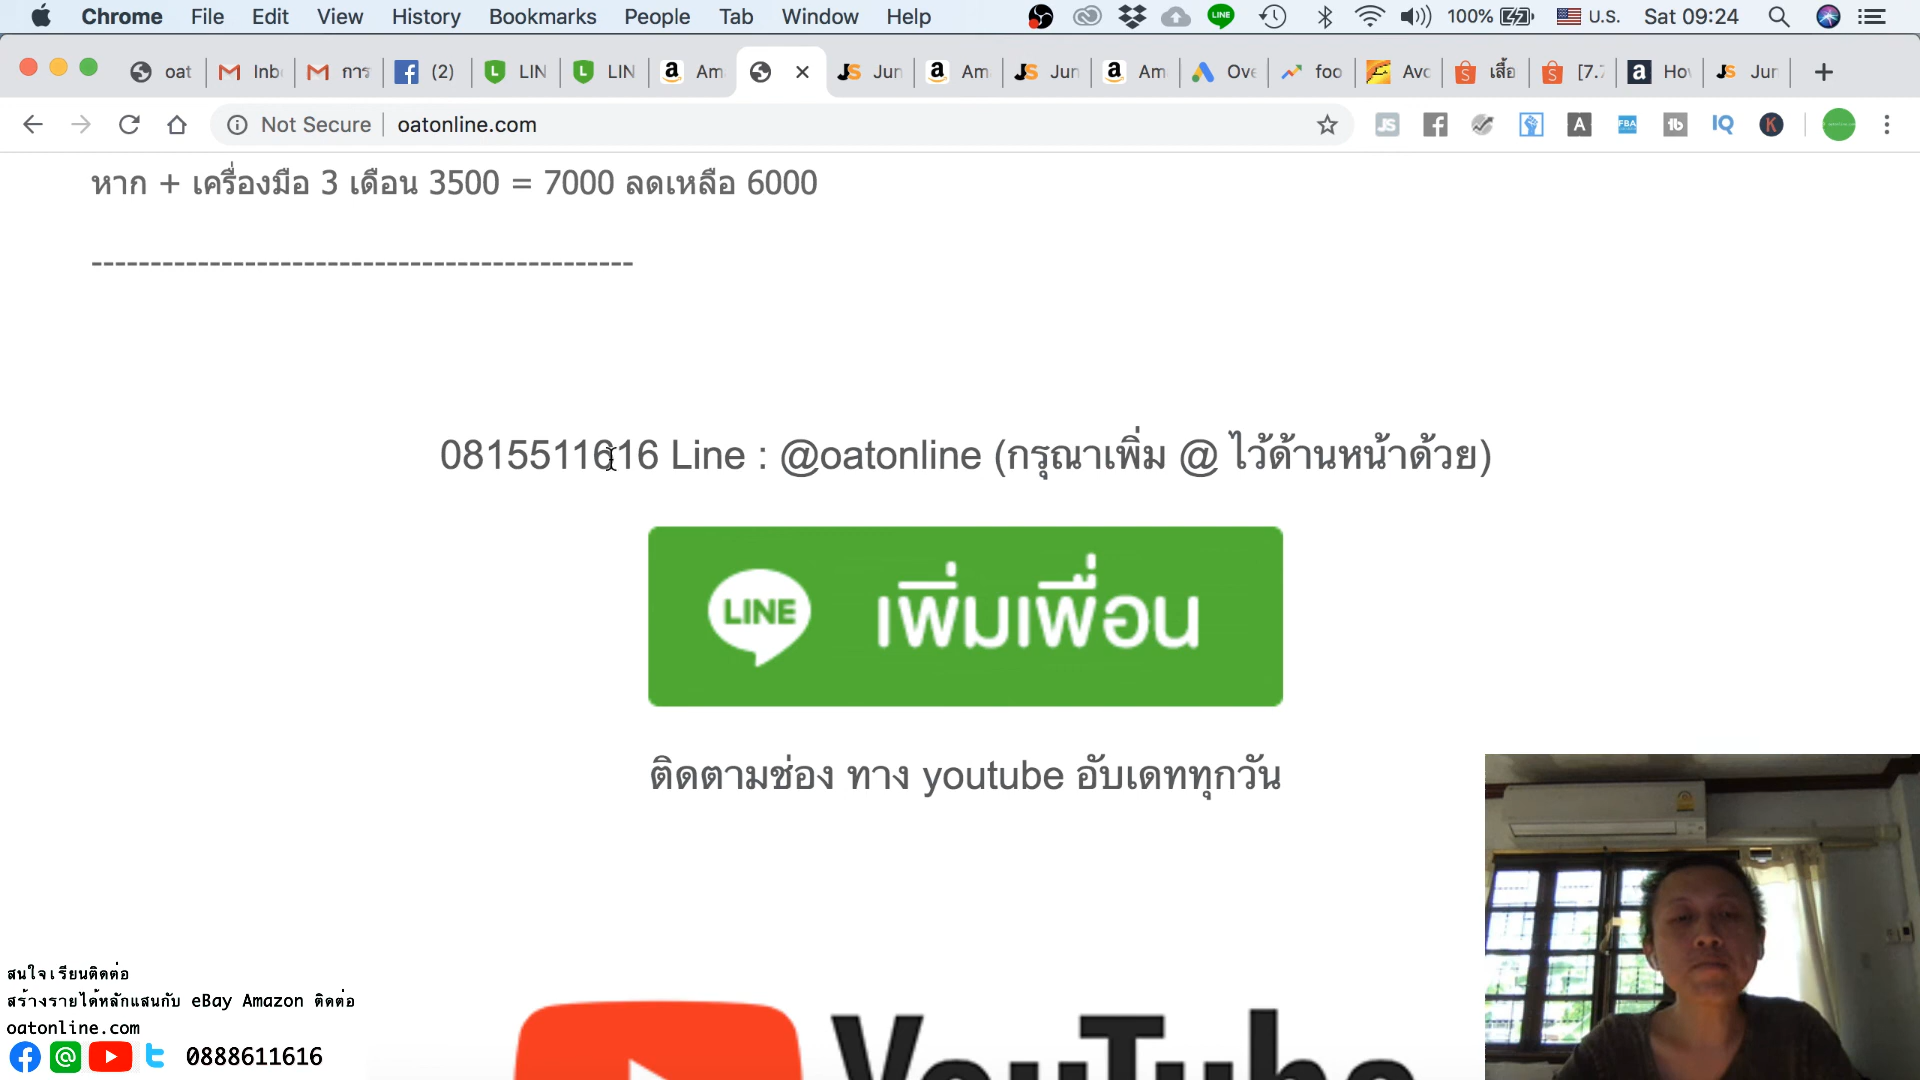 Chrome File Edit View History Bookmarks People Tab Window Help LINE 100% U.S. Sat 09:24
oat Inb การ (2) LIN LIN Am Jun Am Jun Am Ove foo Avc เสื้อ [7.7 Hov Jur
Not Secure oatonline.com
หาก + เครื่องมือ 3 เดือน 3500 = 7000 ลดเหลือ 6000
----------------------------------------------
0815511616 Line : @oatonline (กรุณาเพิ่ม @ ไว้ด้านหน้าด้วย)
LINE เพิ่มเพื่อน
ติดตามช่อง ทาง youtube อับเดททุกวัน
YouTube
สนใจเรียนติดต่อ
สร้างรายได้หลักแสนกับ eBay Amazon ติดต่อ
oatonline.com
0888611616